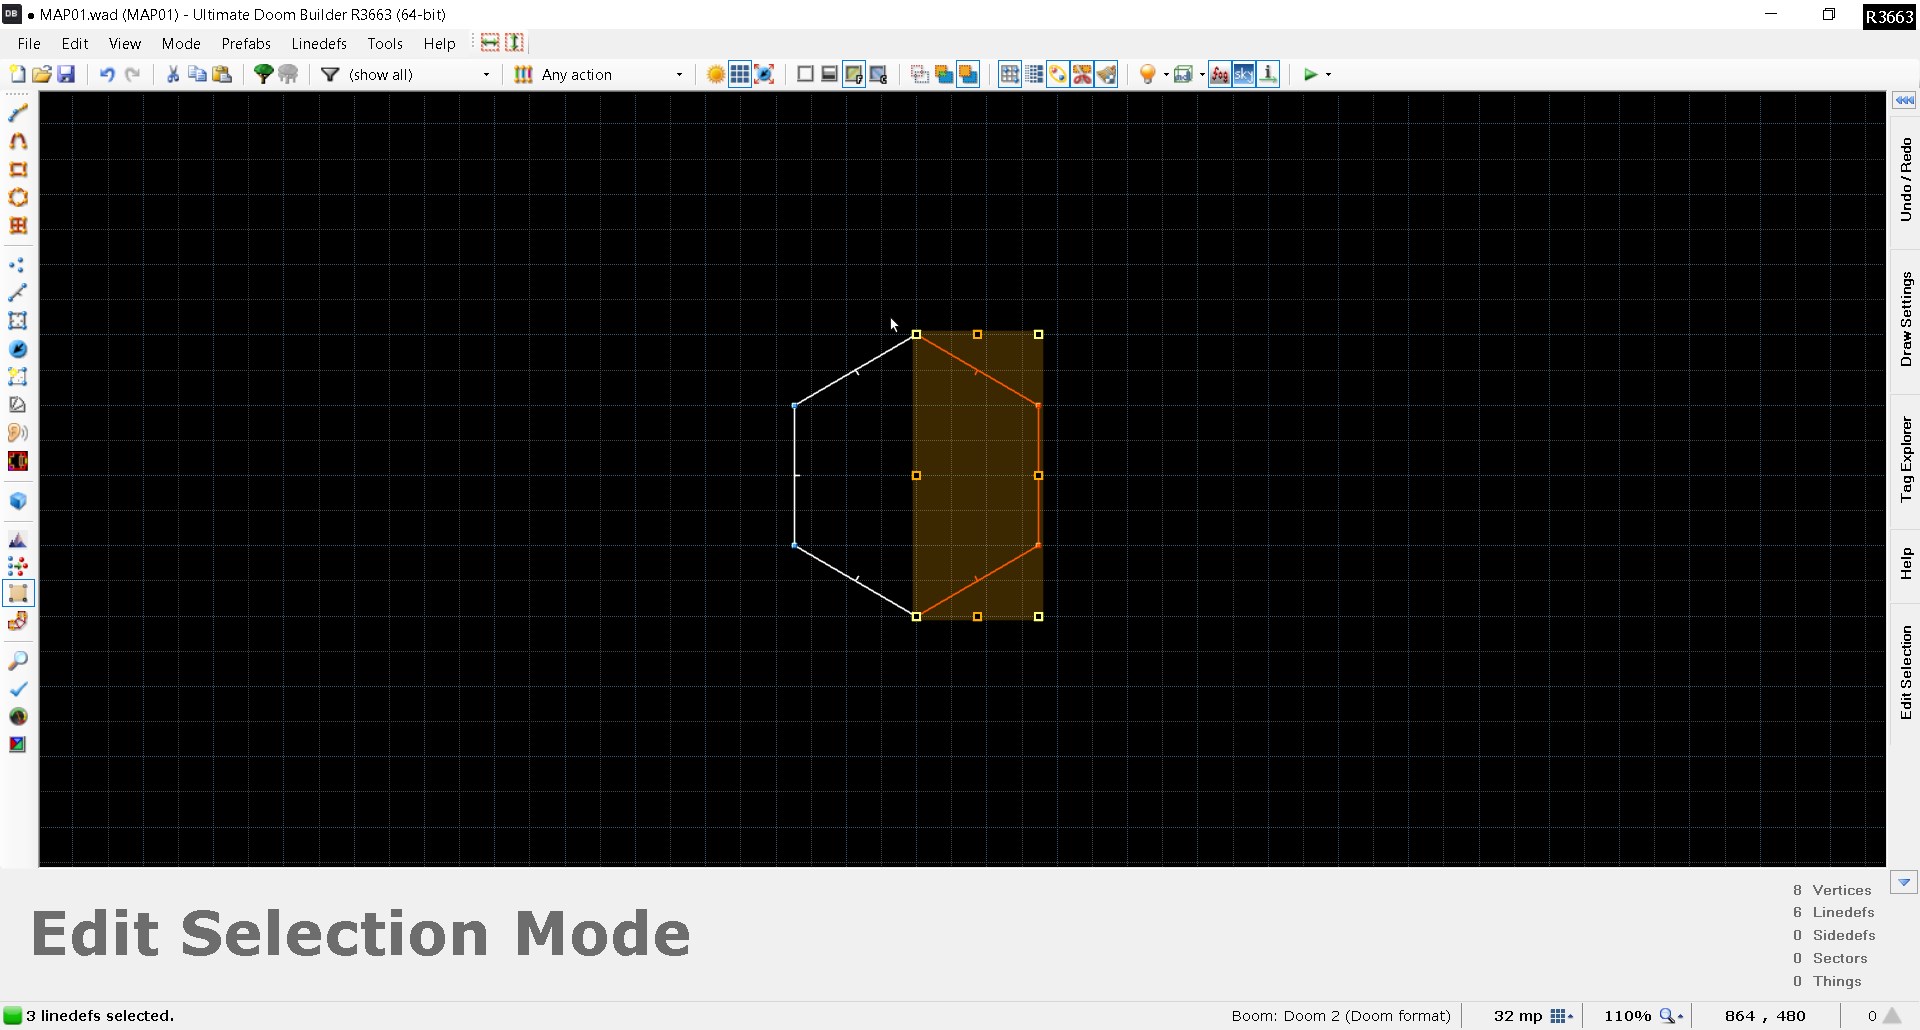 DB • MAP01.wad (MAP01) - Ultimate Doom Builder R3663 (64-bit)
R3663
File Edit View Mode Prefabs Linedefs Tools Help
(show all) Any action fog sky
Undo / Redo
Draw Settings
Tag Explorer
Help
Edit Selection
Edit Selection Mode
8 Vertices
6 Linedefs
0 Sidedefs
0 Sectors
0 Things
3 linedefs selected. Boom: Doom 2 (Doom format) 32 mp 110% 864 , 480 0